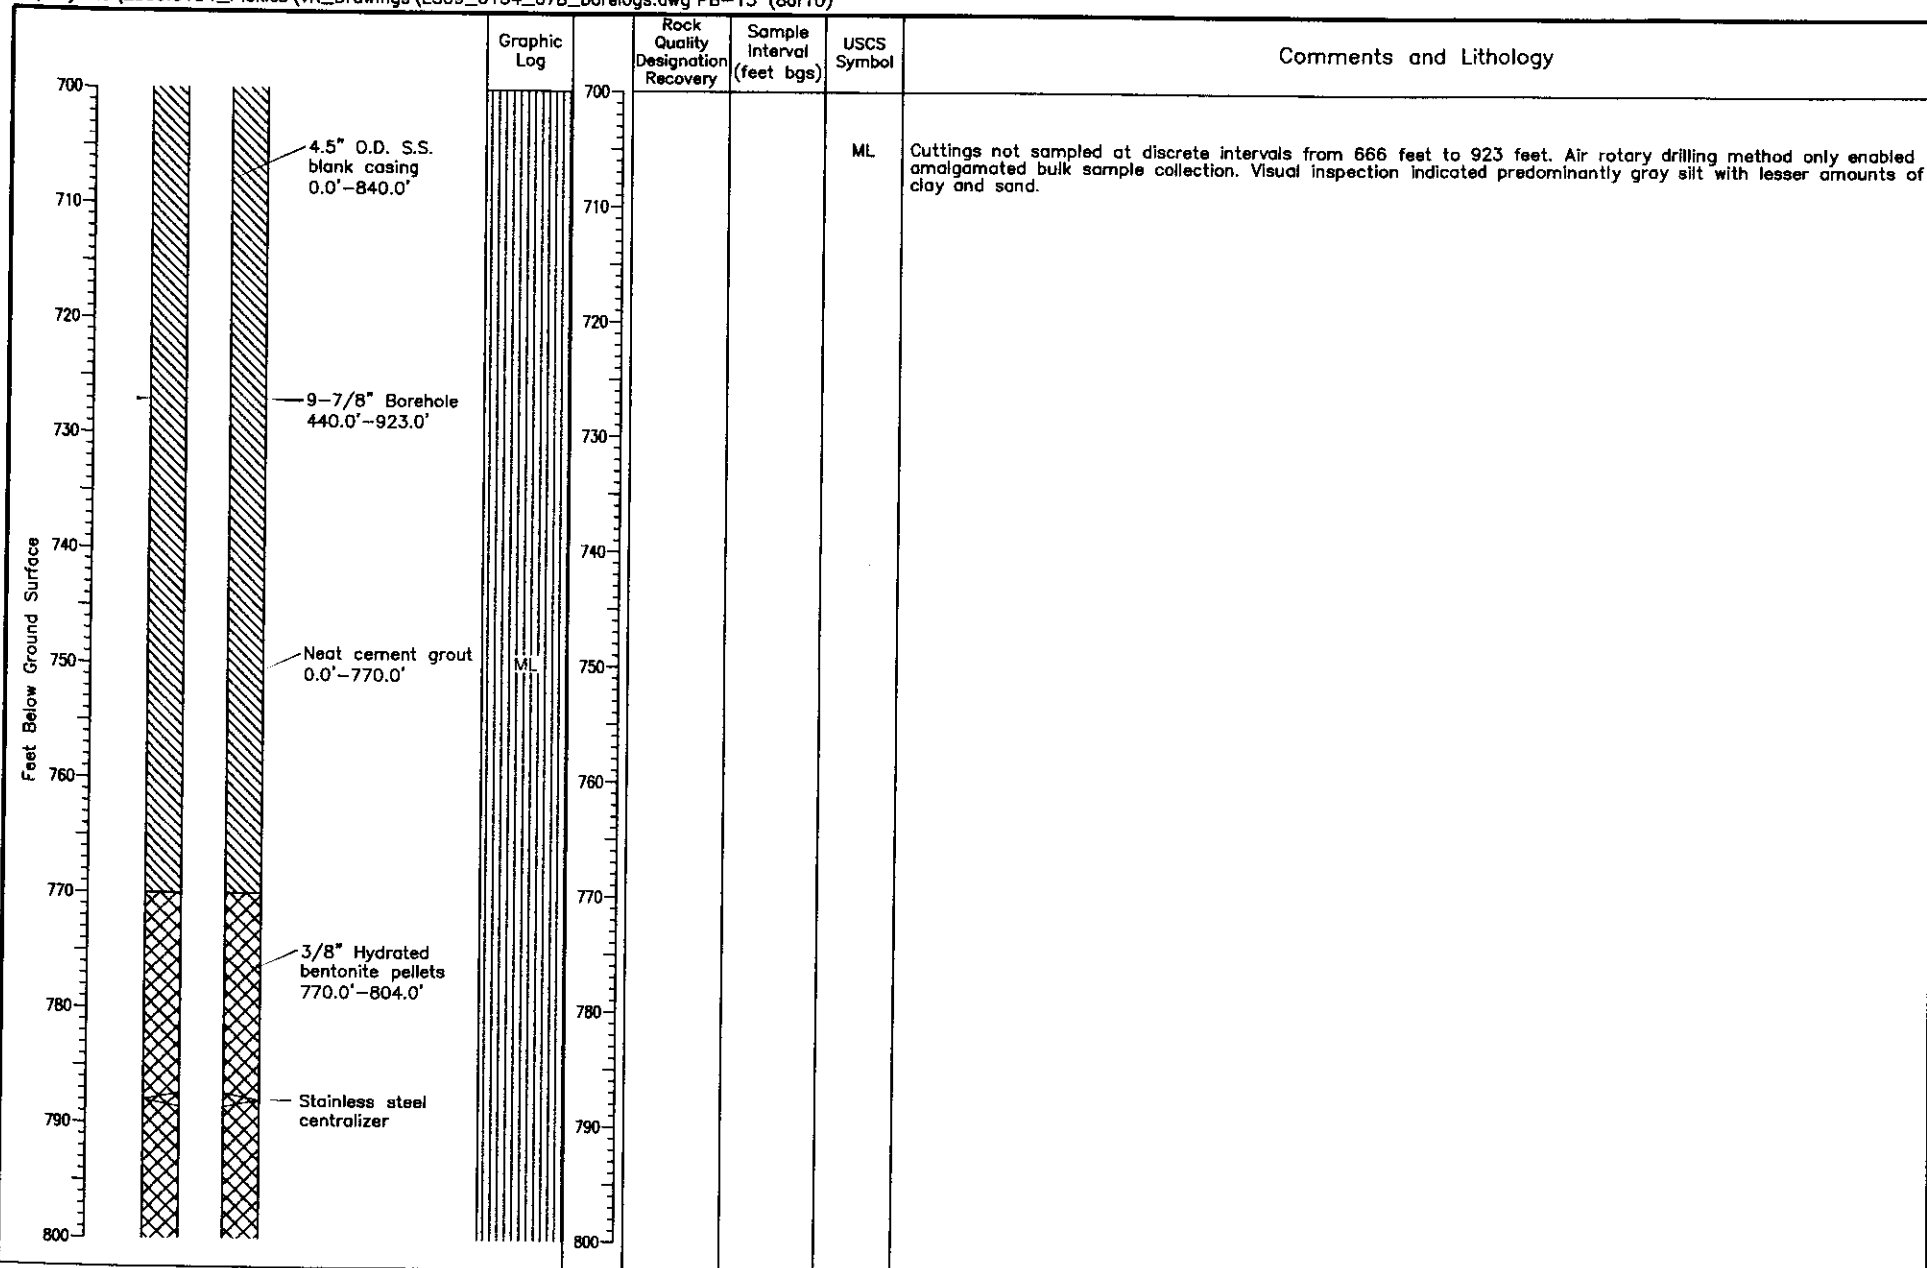 Graphic
Log
Rock
Quality
Designation
Recovery
Sample
Interval
(feet bgs)
USCS
Symbol
Comments and Lithology
Feet Below Ground Surface
700
710
720
730
740
750
760
770
780
790
800
4.5" O.D. S.S.
blank casing
0.0'-840.0'
9-7/8" Borehole
440.0'-923.0'
Neat cement grout
0.0'-770.0'
3/8" Hydrated
bentonite pellets
770.0'-804.0'
Stainless steel
centralizer
ML
700
710
720
730
740
750
760
770
780
790
800
ML
Cuttings not sampled at discrete intervals from 666 feet to 923 feet. Air rotary drilling method only enabled
amalgamated bulk sample collection. Visual inspection indicated predominantly gray silt with lesser amounts of
clay and sand.